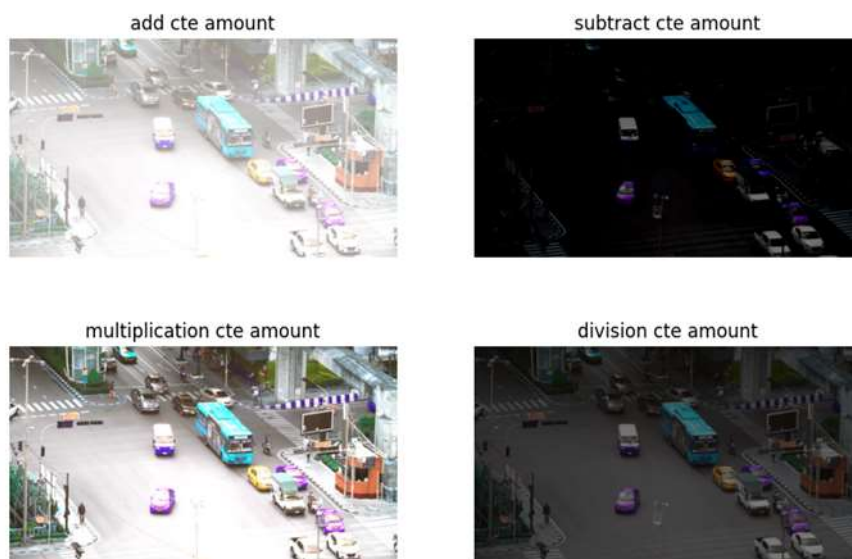 add cte amount
subtract cte amount
multiplication cte amount
division cte amount